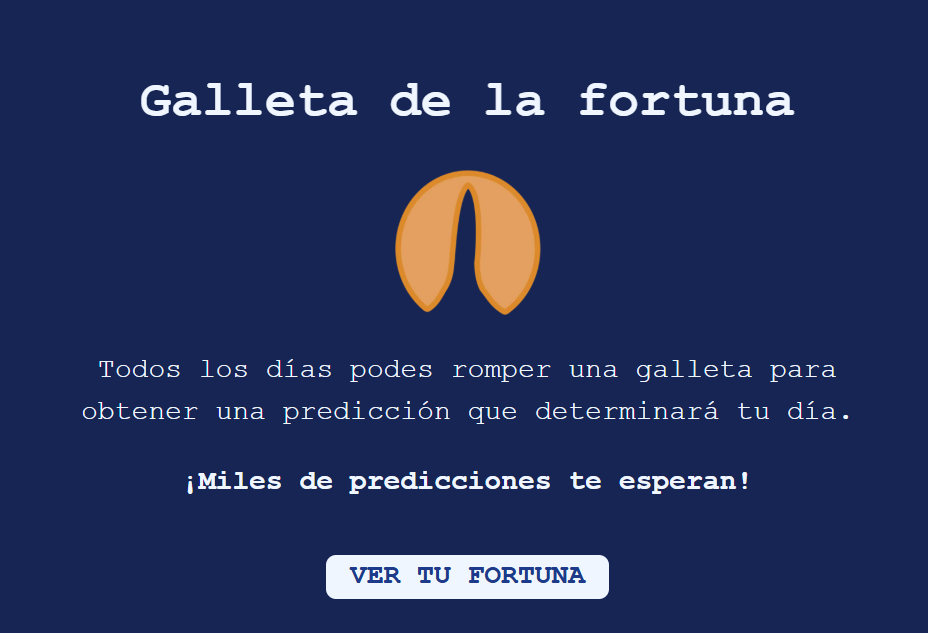 Galleta de la fortuna
Todos los días podes romper una galleta para
obtener una predicción que determinará tu día.
¡Miles de predicciones te esperan!
VER TU FORTUNA